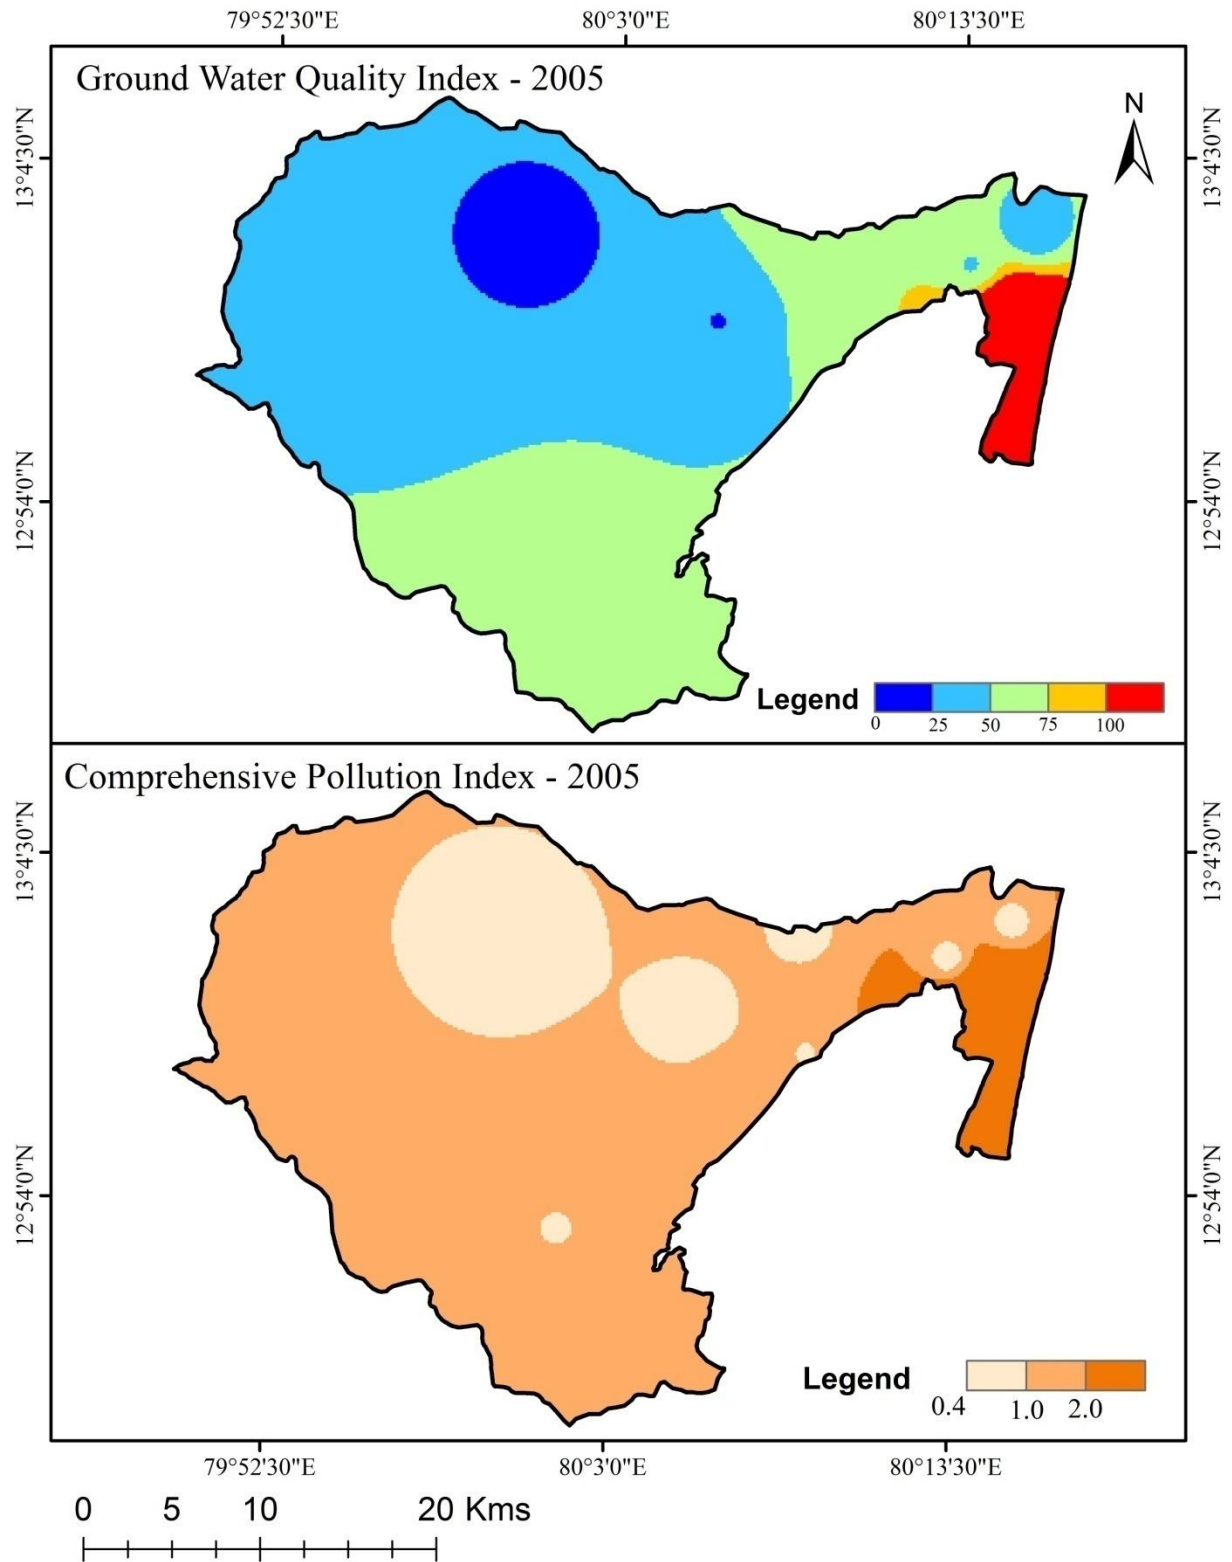 79°52'30"E 80°3'0"E 80°13'30"E
Ground Water Quality Index - 2005
N
13°4'30"N 13°4'30"N
12°54'0"N 12°54'0"N
Legend
0 25 50 75 100
Comprehensive Pollution Index - 2005
13°4'30"N 13°4'30"N
12°54'0"N 12°54'0"N
Legend
0.4 1.0 2.0
79°52'30"E 80°3'0"E 80°13'30"E
0 5 10 20 Kms